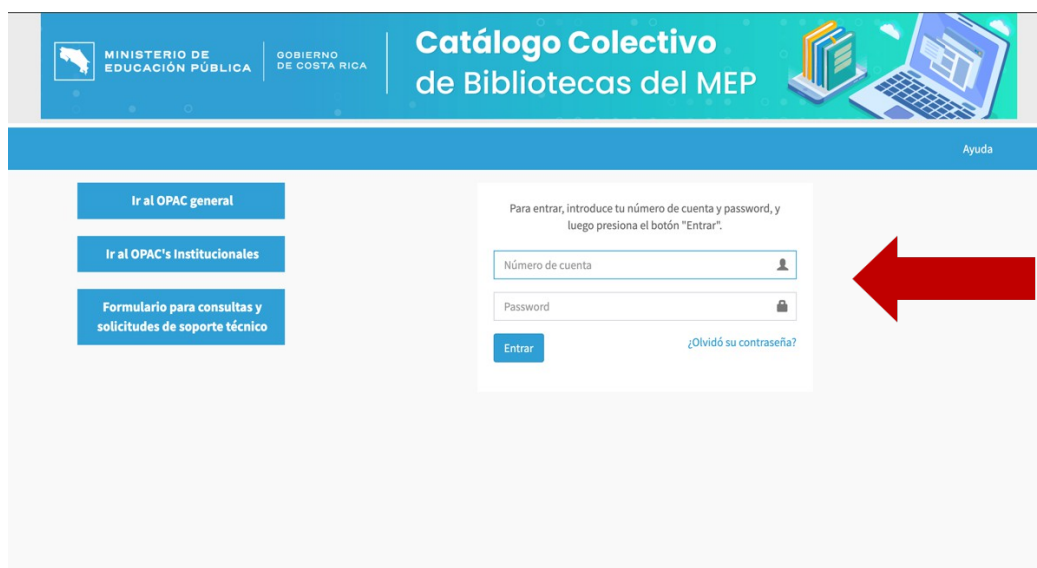 MINISTERIO DE
EDUCACIÓN PÚBLICA
GOBIERNO
DE COSTA RICA
Catálogo Colectivo
de Bibliotecas del MEP
Ayuda
Ir al OPAC general
Ir al OPAC's Institucionales
Formulario para consultas y
solicitudes de soporte técnico
Para entrar, introduce tu número de cuenta y password, y
luego presiona el botón "Entrar".
Número de cuenta
Password
Entrar
¿Olvidó su contraseña?